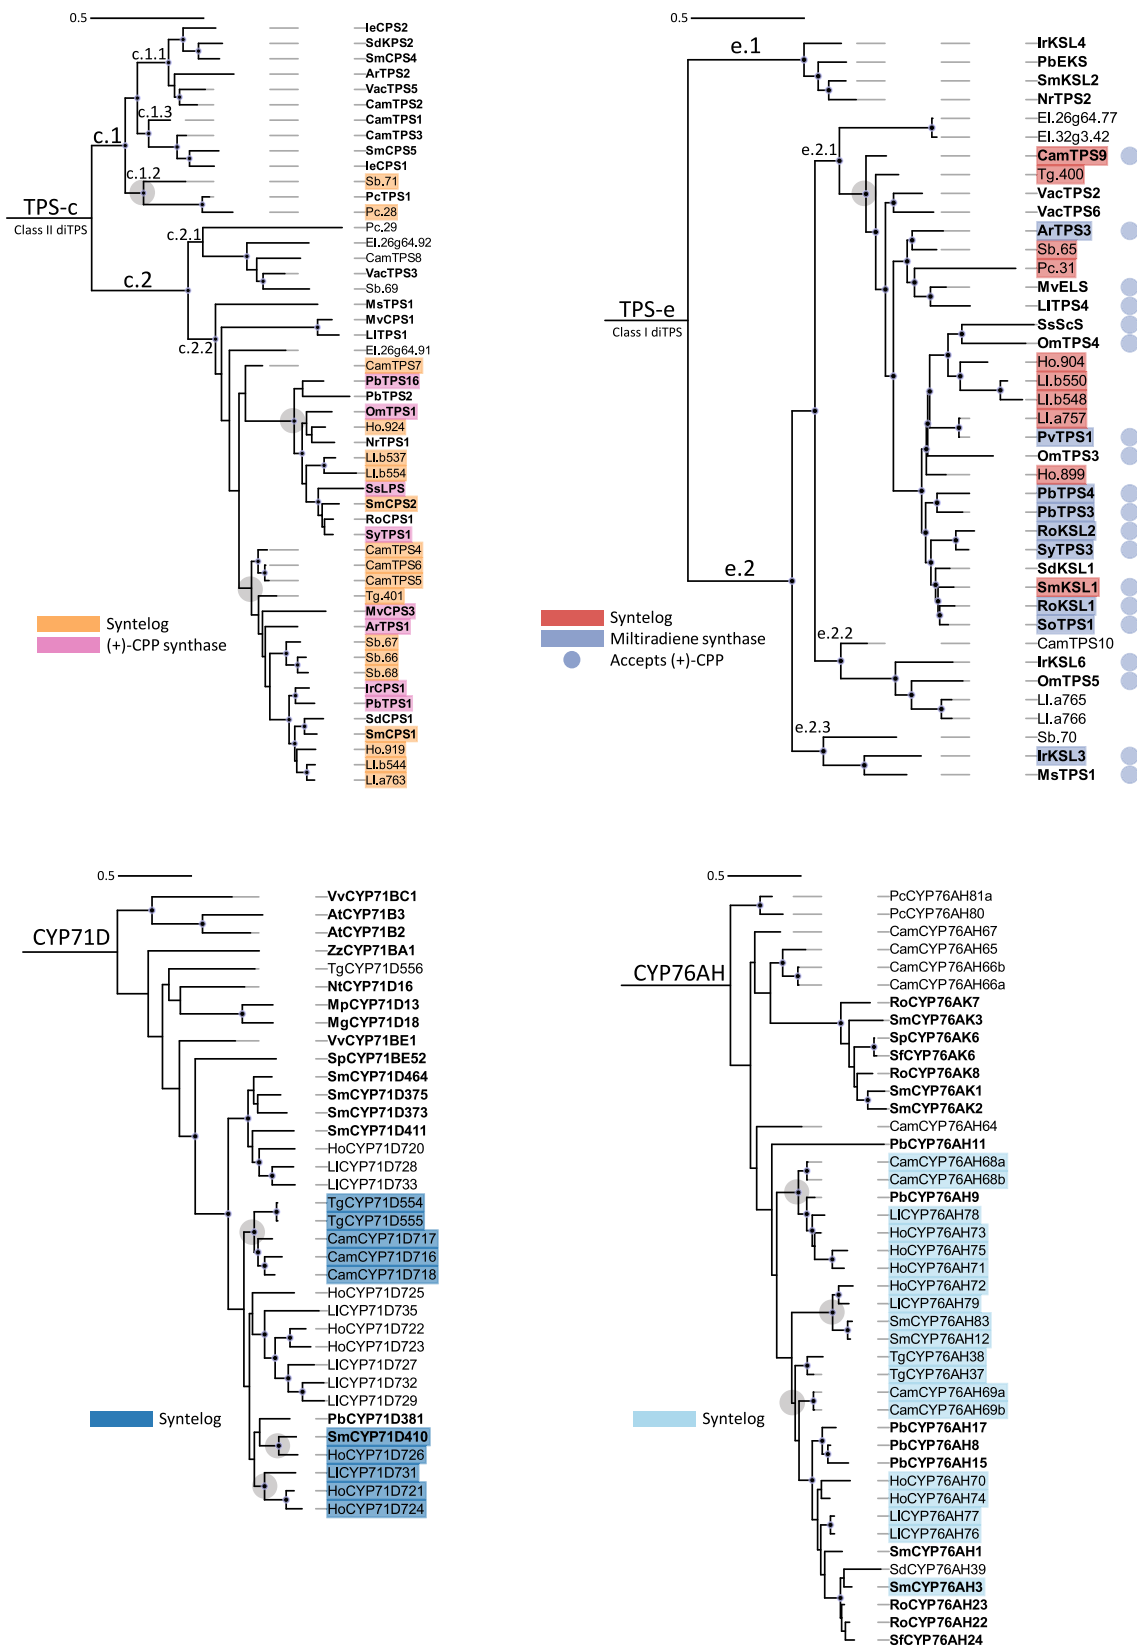 0.5
c.1.1
c.1.3
c.1
c.1.2
TPS-c
Class II diTPS
c.2.1
c.2
c.2.2
IeCPS2
SdKPS2
SmCPS4
ArTPS2
VacTPS5
CamTPS2
CamTPS1
CamTPS3
SmCPS5
IeCPS1
Sb.71
PcTPS1
Pc.28
Pc.29
El.26g64.92
CamTPS8
VacTPS3
Sb.69
MsTPS1
MvCPS1
LlTPS1
El.26g64.91
CamTPS7
PbTPS16
PbTPS2
OmTPS1
Ho.924
NrTPS1
Ll.b537
Ll.b554
SsLPS
SmCPS2
RoCPS1
SyTPS1
CamTPS4
CamTPS6
CamTPS5
Tg.401
MvCPS3
ArTPS1
Sb.67
Sb.66
Sb.68
IrCPS1
PbTPS1
SdCPS1
SmCPS1
Ho.919
Ll.b544
Ll.a763
Syntelog
(+)-CPP synthase
0.5
e.1
e.2.1
TPS-e
Class I diTPS
e.2
e.2.2
e.2.3
IrKSL4
PbEKS
SmKSL2
NrTPS2
El.26g64.77
El.32g3.42
CamTPS9
Tg.400
VacTPS2
VacTPS6
ArTPS3
Sb.65
Pc.31
MvELS
LlTPS4
SsScS
OmTPS4
Ho.904
Ll.b550
Ll.b548
Ll.a757
PvTPS1
OmTPS3
Ho.899
PbTPS4
PbTPS3
RoKSL2
SyTPS3
SdKSL1
SmKSL1
RoKSL1
SoTPS1
CamTPS10
IrKSL6
OmTPS5
Ll.a765
Ll.a766
Sb.70
IrKSL3
MsTPS1
Syntelog
Miltiradiene synthase
Accepts (+)-CPP
0.5
CYP71D
VvCYP71BC1
AtCYP71B3
AtCYP71B2
ZzCYP71BA1
TgCYP71D556
NtCYP71D16
MpCYP71D13
MgCYP71D18
VvCYP71BE1
SpCYP71BE52
SmCYP71D464
SmCYP71D375
SmCYP71D373
SmCYP71D411
HoCYP71D720
LlCYP71D728
LlCYP71D733
TgCYP71D554
TgCYP71D555
CamCYP71D717
CamCYP71D716
CamCYP71D718
HoCYP71D725
LlCYP71D735
HoCYP71D722
HoCYP71D723
LlCYP71D727
LlCYP71D732
LlCYP71D729
PbCYP71D381
SmCYP71D410
HoCYP71D726
LlCYP71D731
HoCYP71D721
HoCYP71D724
Syntelog
0.5
CYP76AH
PcCYP76AH81a
PcCYP76AH80
CamCYP76AH67
CamCYP76AH65
CamCYP76AH66b
CamCYP76AH66a
RoCYP76AK7
SmCYP76AK3
SpCYP76AK6
SfCYP76AK6
RoCYP76AK8
SmCYP76AK1
SmCYP76AK2
CamCYP76AH64
PbCYP76AH11
CamCYP76AH68a
CamCYP76AH68b
PbCYP76AH9
LlCYP76AH78
HoCYP76AH73
HoCYP76AH75
HoCYP76AH71
HoCYP76AH72
LlCYP76AH79
SmCYP76AH83
SmCYP76AH12
TgCYP76AH38
TgCYP76AH37
CamCYP76AH69a
CamCYP76AH69b
PbCYP76AH17
PbCYP76AH8
PbCYP76AH15
HoCYP76AH70
HoCYP76AH74
LlCYP76AH77
LlCYP76AH76
SmCYP76AH1
SdCYP76AH39
SmCYP76AH3
RoCYP76AH23
RoCYP76AH22
SfCYP76AH24
Syntelog